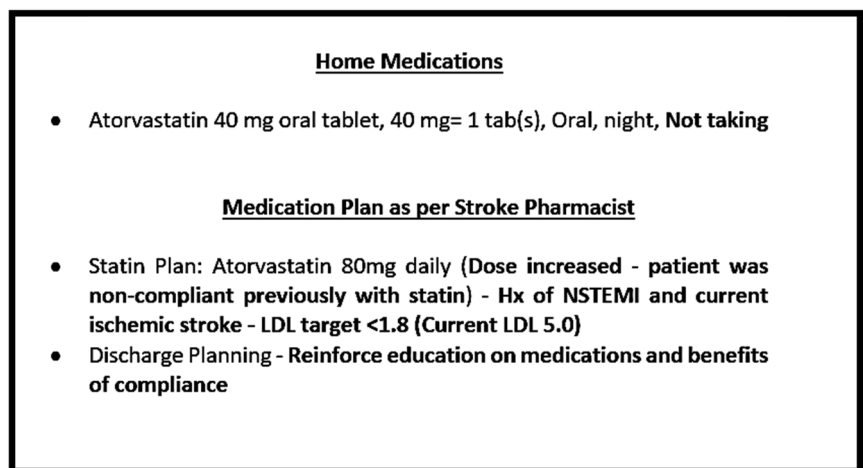 Home Medications
• Atorvastatin 40 mg oral tablet, 40 mg= 1 tab(s), Oral, night, Not taking
Medication Plan as per Stroke Pharmacist
• Statin Plan: Atorvastatin 80mg daily (Dose increased - patient was
non-compliant previously with statin) - Hx of NSTEMI and current
ischemic stroke - LDL target <1.8 (Current LDL 5.0)
• Discharge Planning - Reinforce education on medications and benefits
of compliance